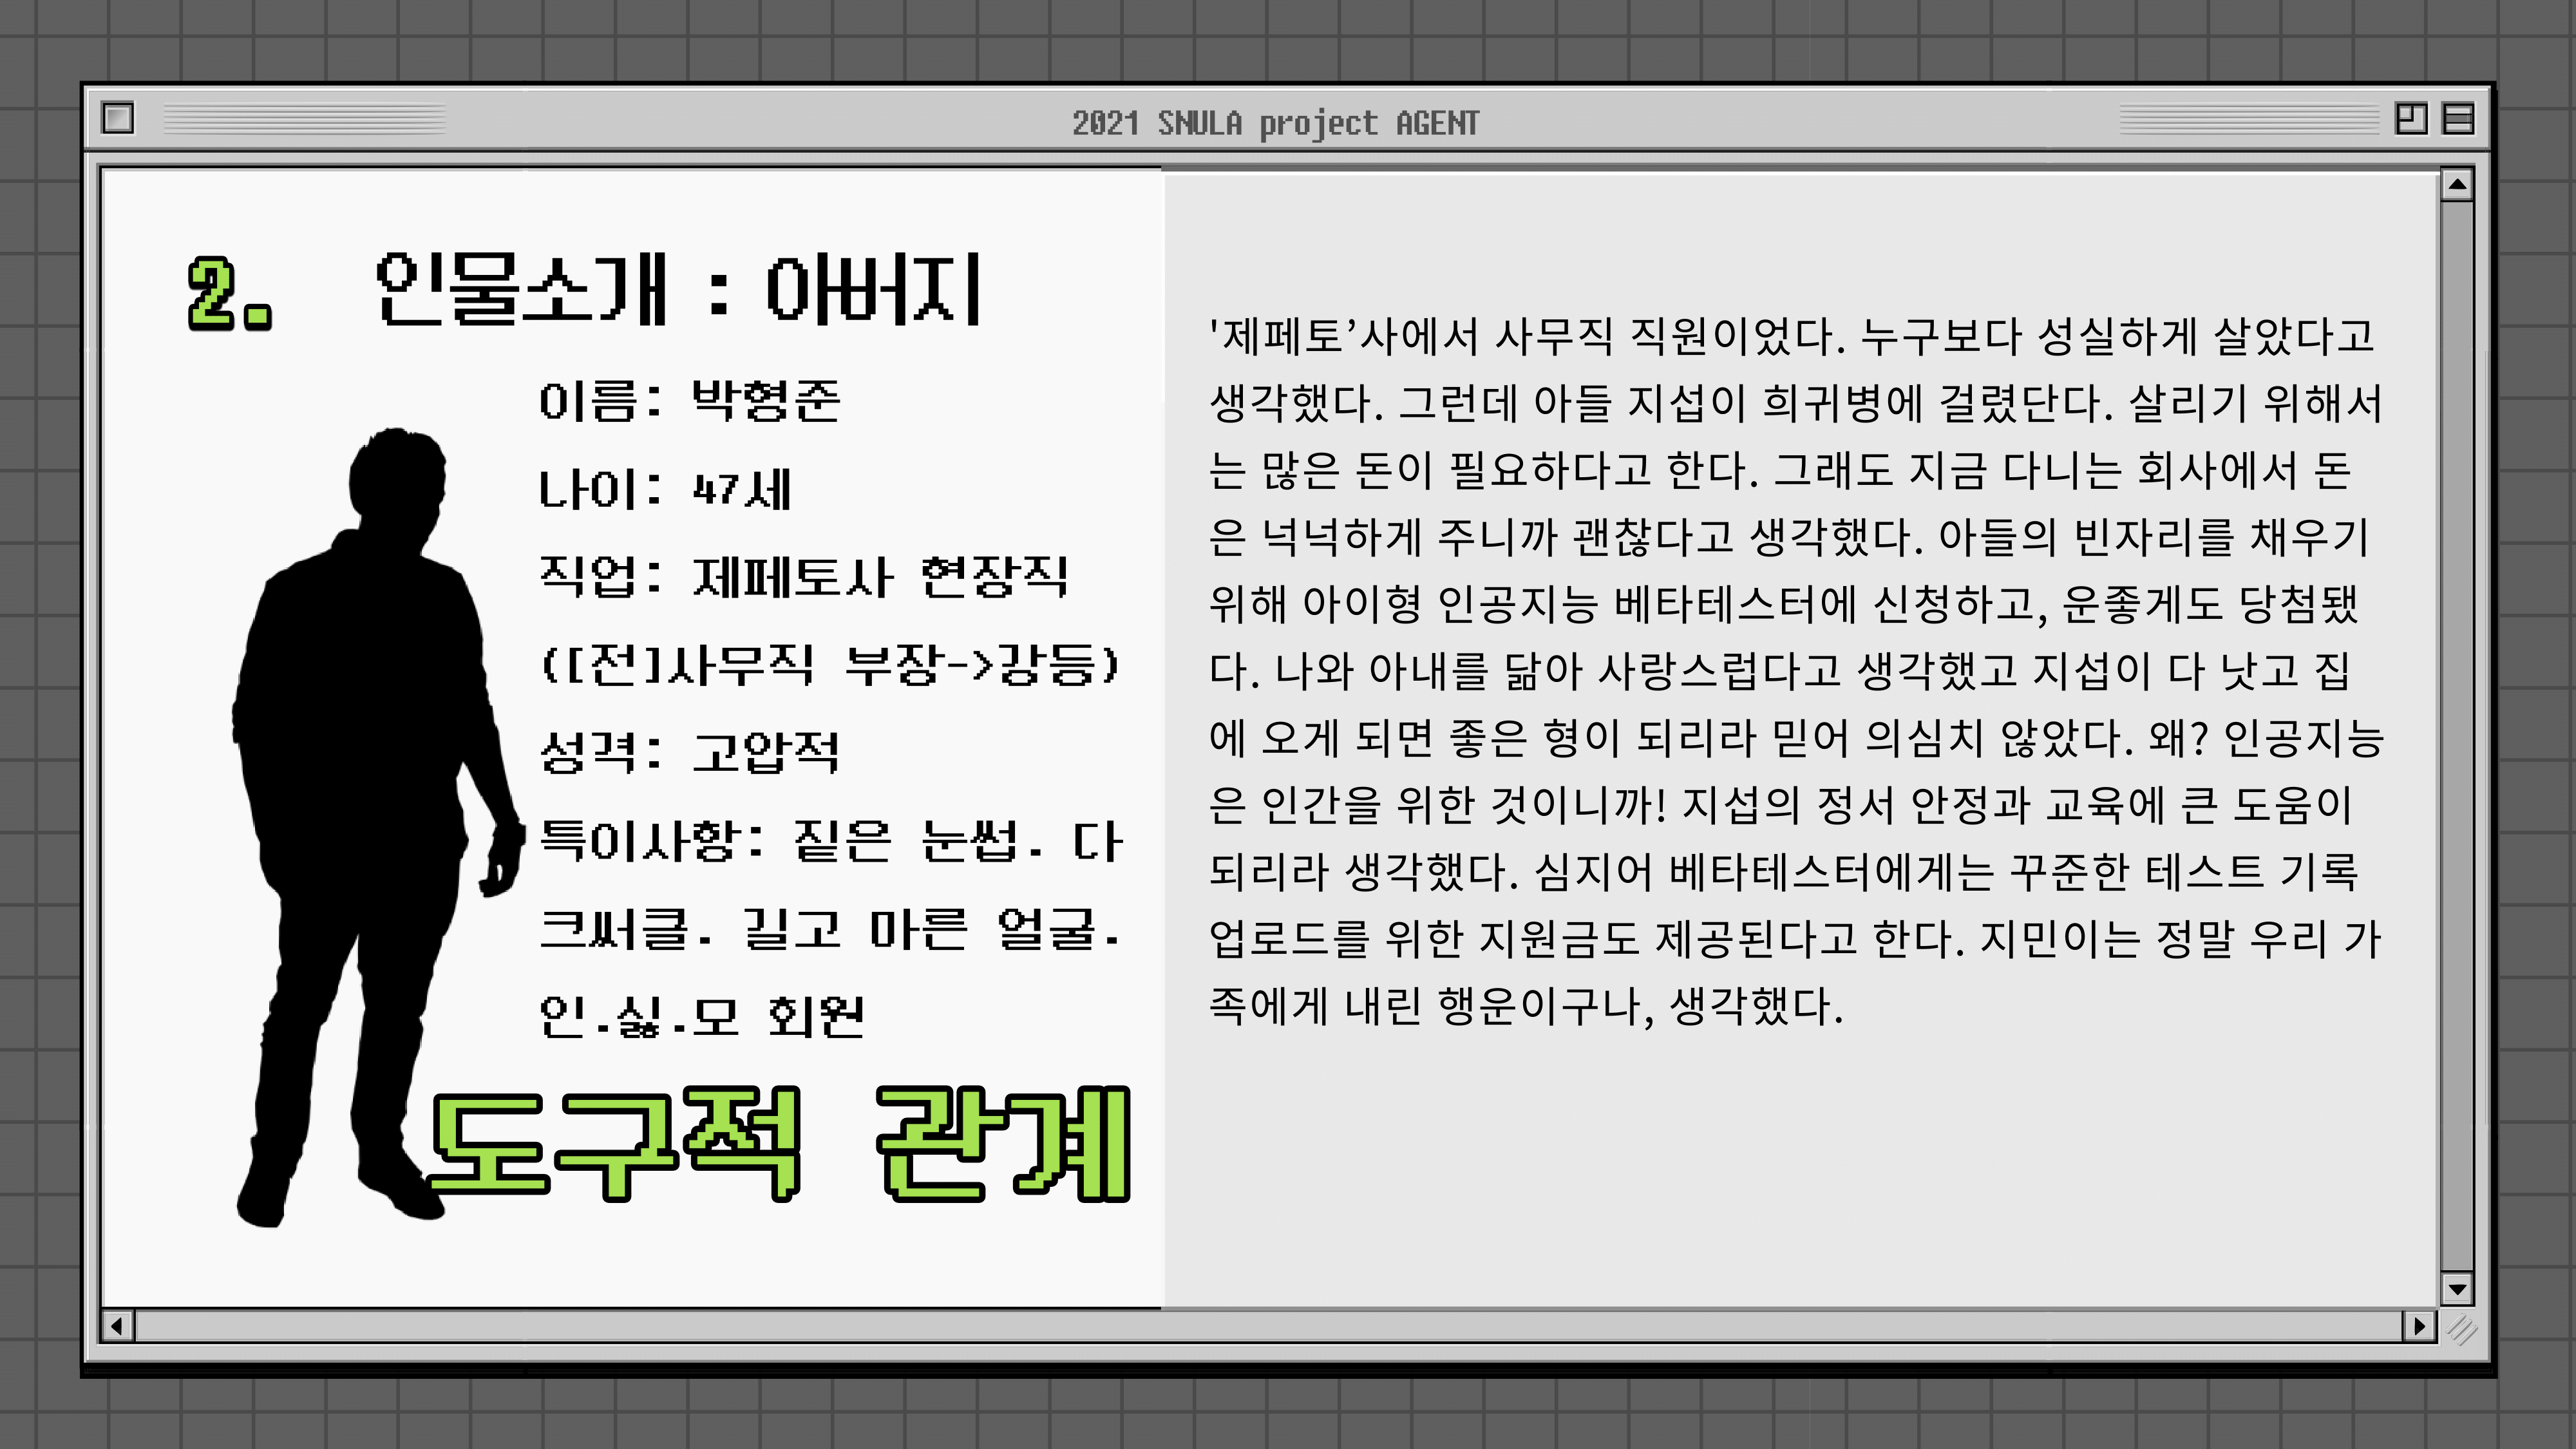 2021 SNULA project AGENT
2. 인물소개 : 아버지
이름: 박형준
나이: 47세
직업: 제페토사 현장직
([전]사무직 부장->강등)
성격: 고압적
특이사항: 짙은 눈썹. 다
크써클. 길고 마른 얼굴.
인.싫.모 회원
도구적 관계
'제페토’사에서 사무직 직원이었다. 누구보다 성실하게 살았다고
생각했다. 그런데 아들 지섭이 희귀병에 걸렸단다. 살리기 위해서
는 많은 돈이 필요하다고 한다. 그래도 지금 다니는 회사에서 돈
은 넉넉하게 주니까 괜찮다고 생각했다. 아들의 빈자리를 채우기
위해 아이형 인공지능 베타테스터에 신청하고, 운좋게도 당첨됐
다. 나와 아내를 닮아 사랑스럽다고 생각했고 지섭이 다 낫고 집
에 오게 되면 좋은 형이 되리라 믿어 의심치 않았다. 왜? 인공지능
은 인간을 위한 것이니까! 지섭의 정서 안정과 교육에 큰 도움이
되리라 생각했다. 심지어 베타테스터에게는 꾸준한 테스트 기록
업로드를 위한 지원금도 제공된다고 한다. 지민이는 정말 우리 가
족에게 내린 행운이구나, 생각했다.